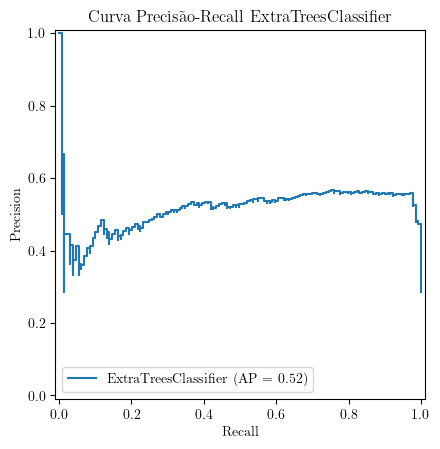 Curva Precisão-Recall ExtraTreesClassifier
1.0
0.8
0.6
0.4
0.2
0.0
Precision
ExtraTreesClassifier (AP = 0.52)
0.0 0.2 0.4 0.6 0.8 1.0
Recall